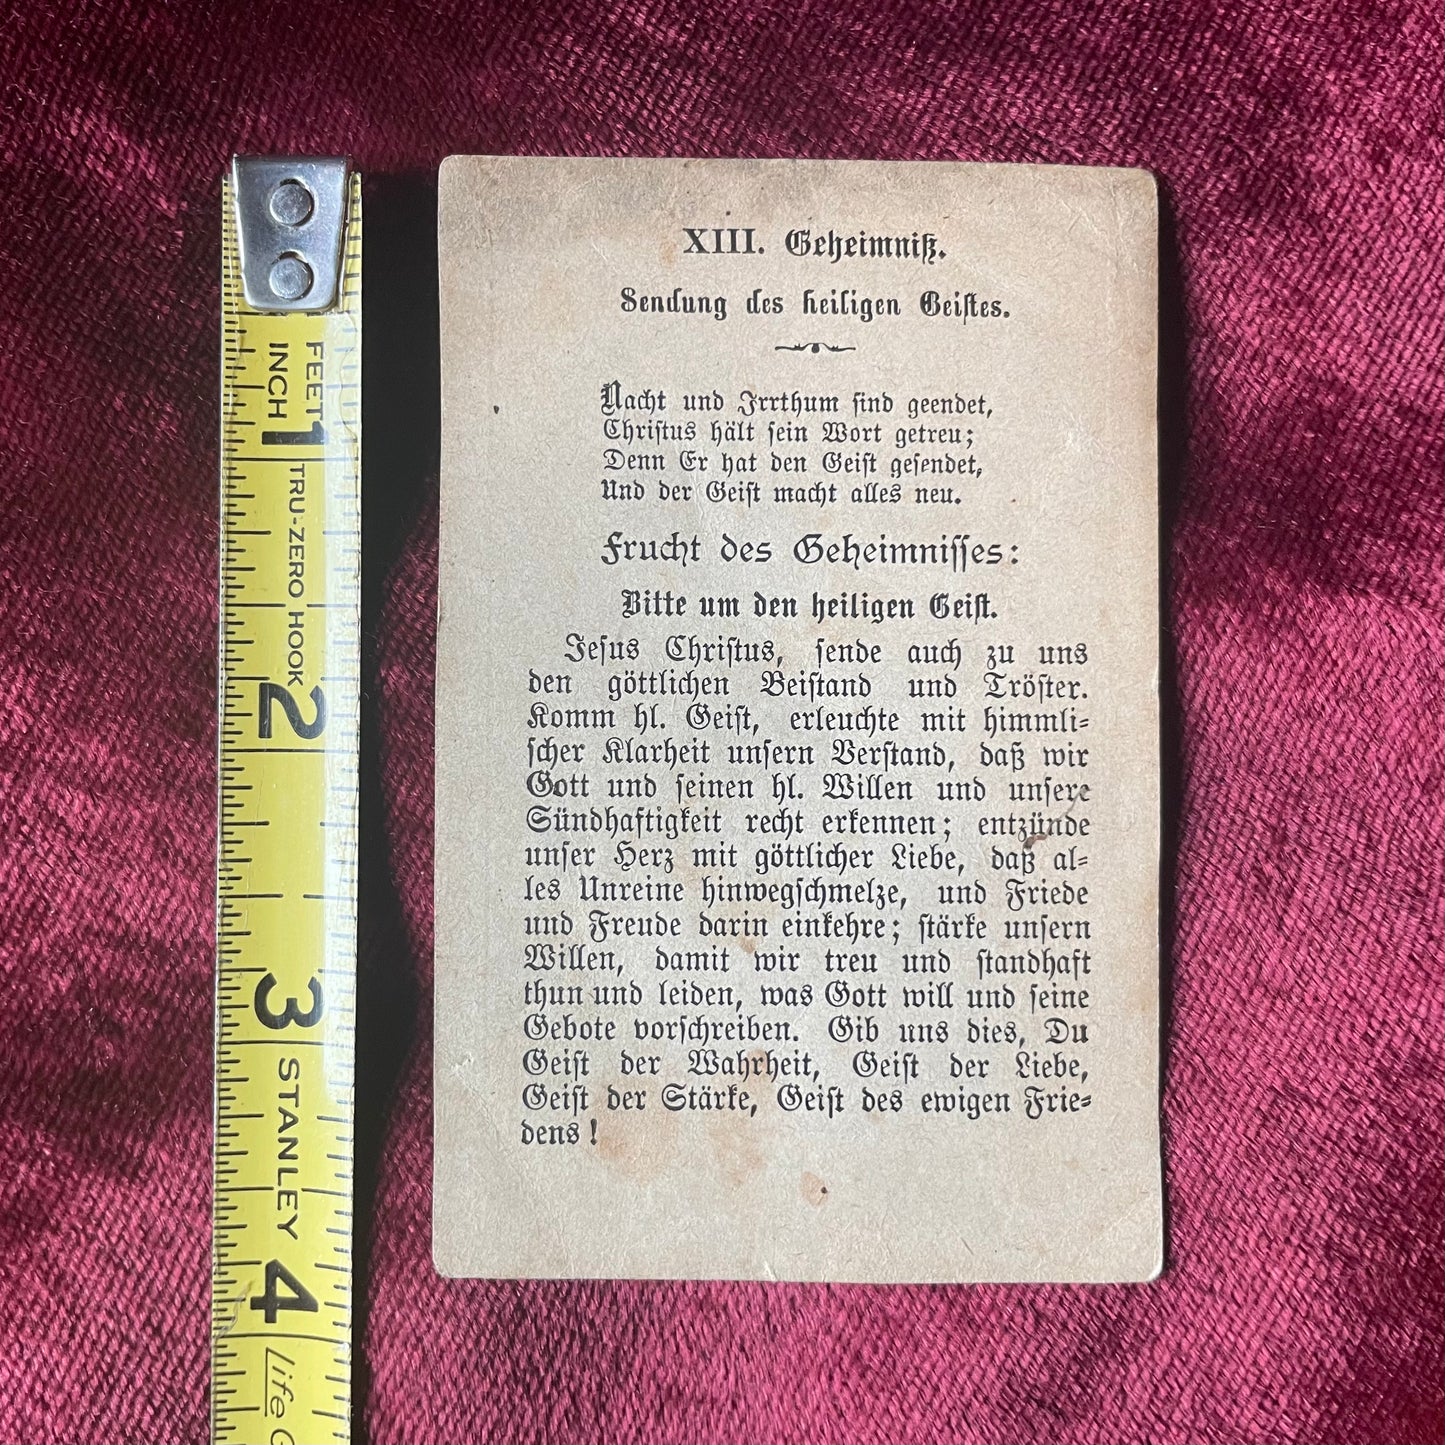 XIII. Geheimniß.
Sendung des heiligen Geistes.
Nacht und Irrthum sind geendet,
Christus hält sein Wort getreu;
Denn Er hat den Geist gesendet,
Und der Geist macht alles neu.
Frucht des Geheimnisses:
Bitte um den heiligen Geist.
Jesus Christus, sende auch zu uns
den göttlichen Beistand und Tröster.
Komm hl. Geist, erleuchte mit himmli-
scher Klarheit unsern Verstand, daß wir
Gott und seinen hl. Willen und unsere
Sündhaftigkeit recht erkennen; entzünde
unser Herz mit göttlicher Liebe, daß al-
les Unreine hinwegschmelze, und Friede
und Freude darin einkehre; stärke unsern
Willen, damit wir treu und standhaft
thun und leiden, was Gott will und seine
Gebote vorschreiben. Gib uns dies, Du
Geist der Wahrheit, Geist der Liebe,
Geist der Stärke, Geist des ewigen Frie-
dens!
FEET
INCH
1
TRU-ZERO HOOK
2
3
STANLEY
4
Life